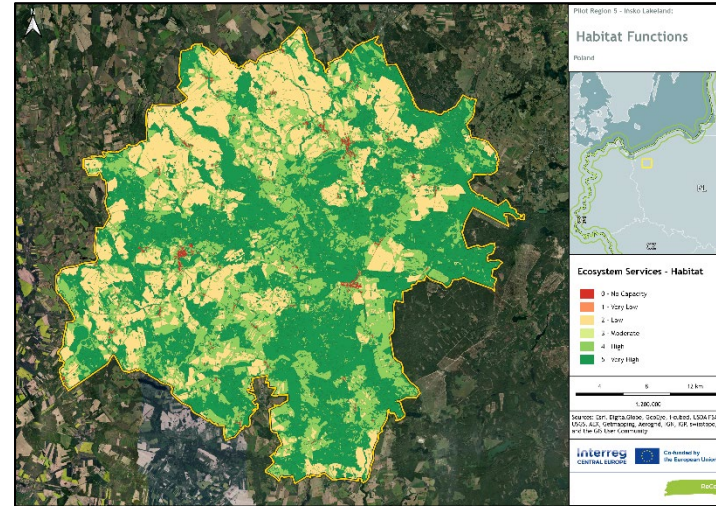 N
Pilot Region 5 - Insko Lakeland:
Habitat Functions
Poland
PL
CZ
Ecosystem Services - Habitat
0 - No Capacity
1 - Very Low
2 - Low
3 - Moderate
4 - High
5 - Very High
12 km
1:200.000
Sources: Esri, DigitalGlobe, GeoEye, i-cubed, USDA FSA,
USGS, AEX, Getmapping, Aerogrid, IGN, IGP, swisstopo,
and the GIS User Community
Interreg
CENTRAL EUROPE
Co-funded by
the European Union